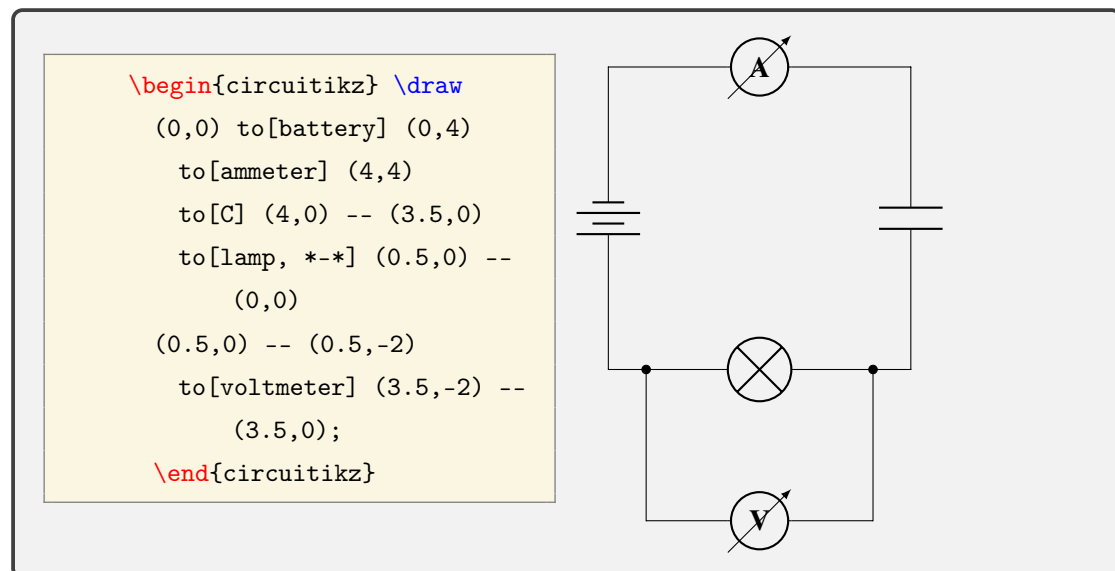 \begin{circuitikz} \draw
(0,0) to[battery] (0,4)
to[ammeter] (4,4)
to[C] (4,0) -- (3.5,0)
to[lamp, *-*] (0.5,0) --
(0,0)
(0.5,0) -- (0.5,-2)
to[voltmeter] (3.5,-2) --
(3.5,0);
\end{circuitikz}
A
V